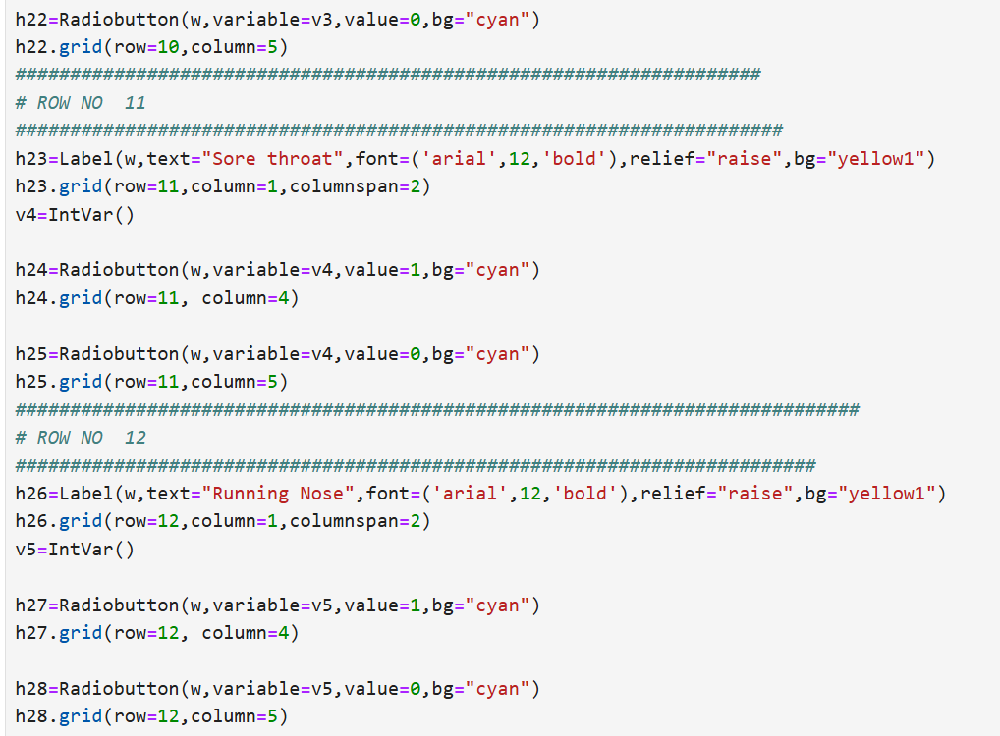 h22=Radiobutton(w,variable=v3,value=0,bg="cyan")
h22.grid(row=10,column=5)
####################################################################
# ROW NO  11
######################################################################
h23=Label(w,text="Sore throat",font=('arial',12,'bold'),relief="raise",bg="yellow1")
h23.grid(row=11,column=1,columnspan=2)
v4=IntVar()
h24=Radiobutton(w,variable=v4,value=1,bg="cyan")
h24.grid(row=11, column=4)
h25=Radiobutton(w,variable=v4,value=0,bg="cyan")
h25.grid(row=11,column=5)
#############################################################################
# ROW NO  12
#########################################################################
h26=Label(w,text="Running Nose",font=('arial',12,'bold'),relief="raise",bg="yellow1")
h26.grid(row=12,column=1,columnspan=2)
v5=IntVar()
h27=Radiobutton(w,variable=v5,value=1,bg="cyan")
h27.grid(row=12, column=4)
h28=Radiobutton(w,variable=v5,value=0,bg="cyan")
h28.grid(row=12,column=5)